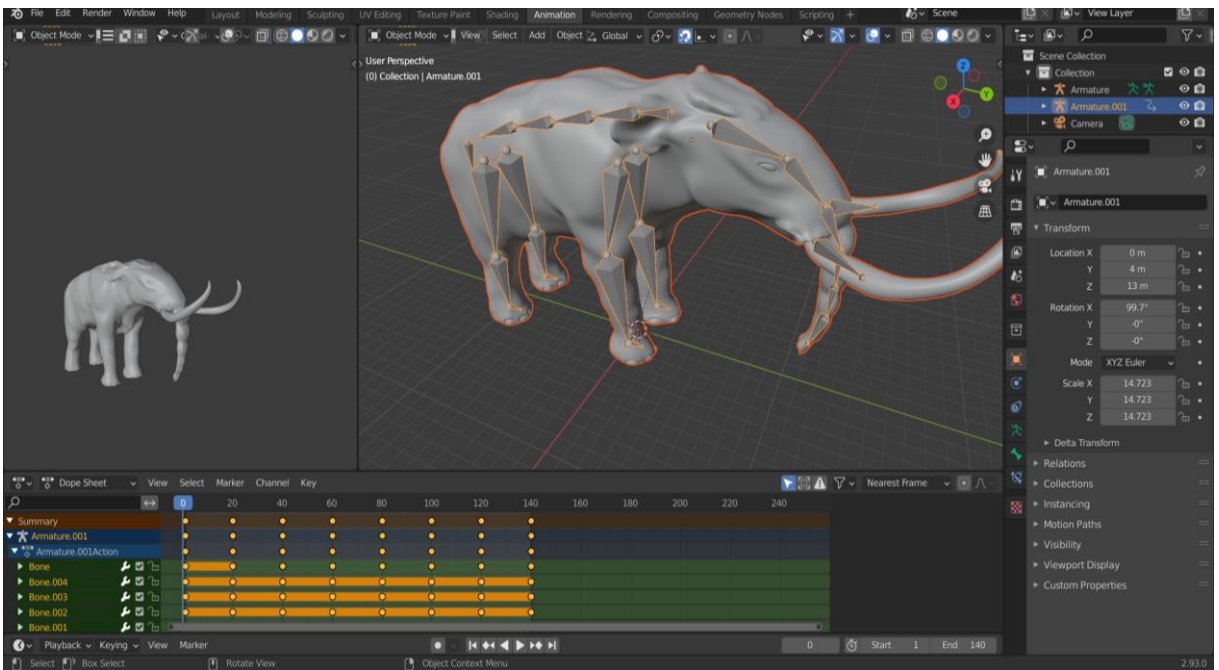 File Edit Render Window Help Layout Modeling Sculpting UV Editing Texture Paint Shading Animation Rendering Compositing Geometry Nodes Scripting + Scene View Layer
Object Mode
Object Mode View Select Add Object Global
User Perspective
(0) Collection | Armature.001
Z
Y
X
Scene Collection
Collection
Armature
Armature.001
Camera
Armature.001
Armature.001
Transform
Location X 0 m
Y 4 m
Z 13 m
Rotation X 99.7°
Y -0°
Z -0°
Mode XYZ Euler
Scale X 14.723
Y 14.723
Z 14.723
Delta Transform
Relations
Collections
Instancing
Motion Paths
Visibility
Viewport Display
Custom Properties
Dope Sheet View Select Marker Channel Key Nearest Frame
0 20 40 60 80 100 120 140 160 180 200 220 240
Summary
Armature.001
Armature.001Action
Bone
Bone.004
Bone.003
Bone.002
Bone.001
Playback Keying View Marker 0 Start 1 End 140
Select Box Select Rotate View Object Context Menu 2.93.0